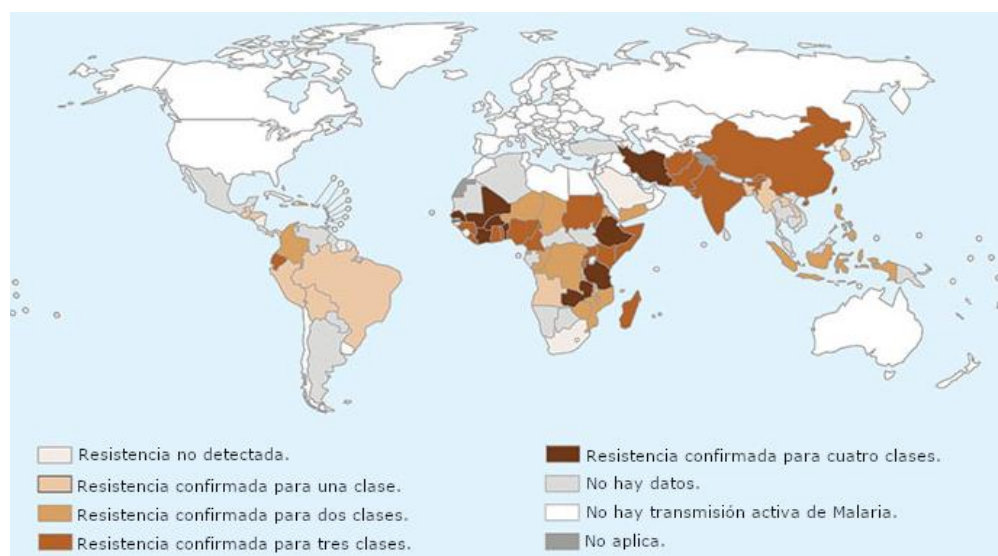 Resistencia no detectada.
Resistencia confirmada para una clase.
Resistencia confirmada para dos clases.
Resistencia confirmada para tres clases.
Resistencia confirmada para cuatro clases.
No hay datos.
No hay transmisión activa de Malaria.
No aplica.